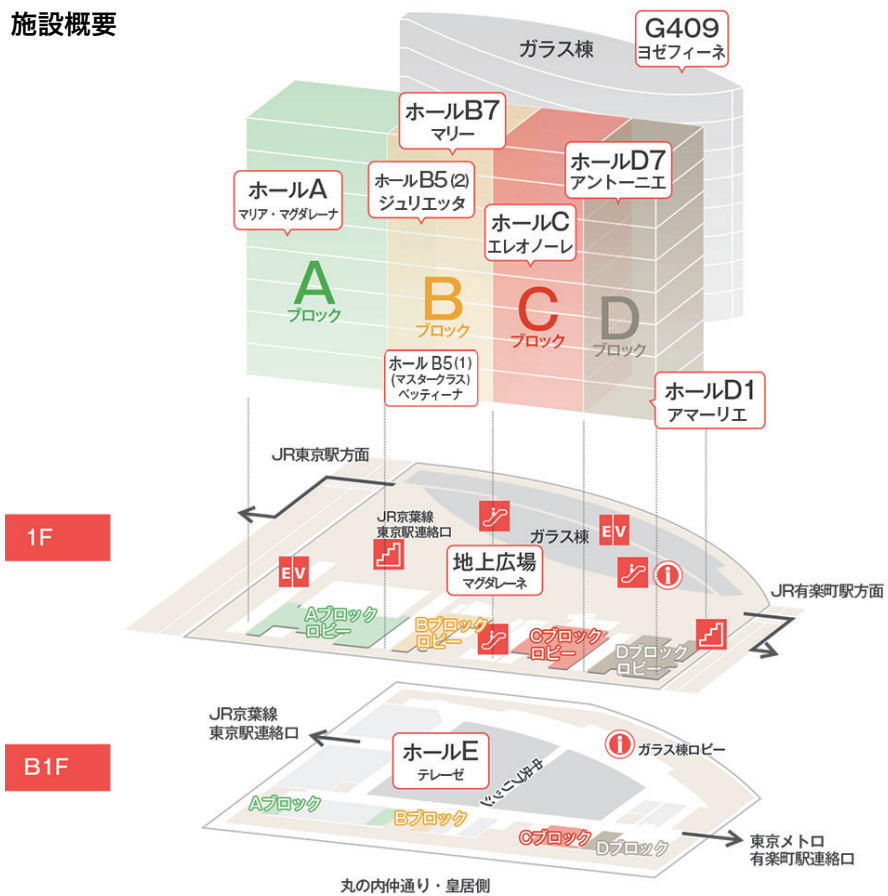 施設概要
ガラス棟
G409
ヨゼフィーネ
ホールB7
マリー
ホールD7
アントーニエ
ホールA
マリア・マグダレーナ
ホールB5(2)
ジュリエッタ
ホールC
エレオノーレ
A
ブロック
B
ブロック
C
ブロック
D
ブロック
ホールB5(1)
(マスタークラス)
ベッティーナ
ホールD1
アマーリエ
JR東京駅方面
1F
JR京葉線
東京駅連絡口
ガラス棟
EV
EV
地上広場
マグダレーネ
JR有楽町駅方面
Aブロック
ロビー
Bブロック
ロビー
Cブロック
ロビー
Dブロック
ロビー
B1F
JR京葉線
東京駅連絡口
ホールE
テレーゼ
中央ブリッジ
ガラス棟ロビー
Aブロック
Bブロック
Cブロック
Dブロック
東京メトロ
有楽町駅連絡口
丸の内仲通り・皇居側